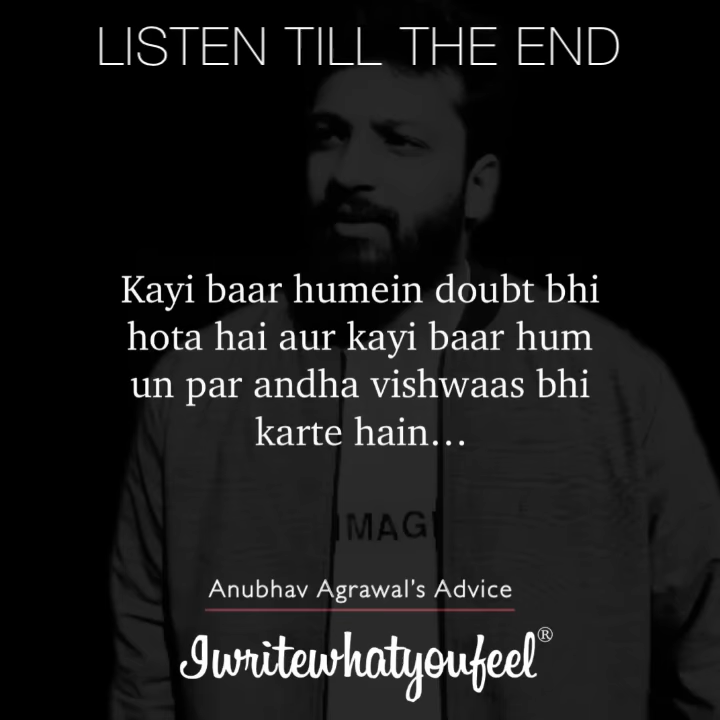 LISTEN TILL THE END
Kayi baar humein doubt bhi
hota hai aur kayi baar hum
un par andha vishwaas bhi
karte hain...
IMAGI
Anubhav Agrawal's Advice
Iwritewhatyoufeel®